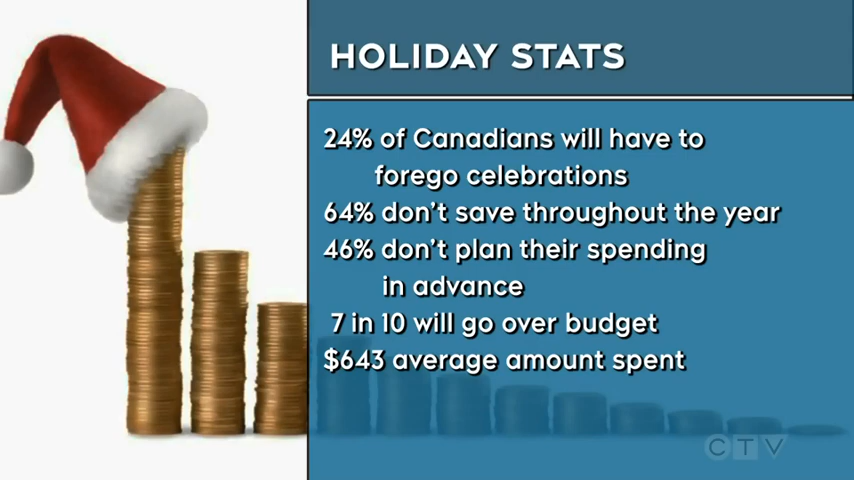 HOLIDAY STATS
24% of Canadians will have to
forego celebrations
64% don't save throughout the year
46% don't plan their spending
in advance
7 in 10 will go over budget
$643 average amount spent
CTV